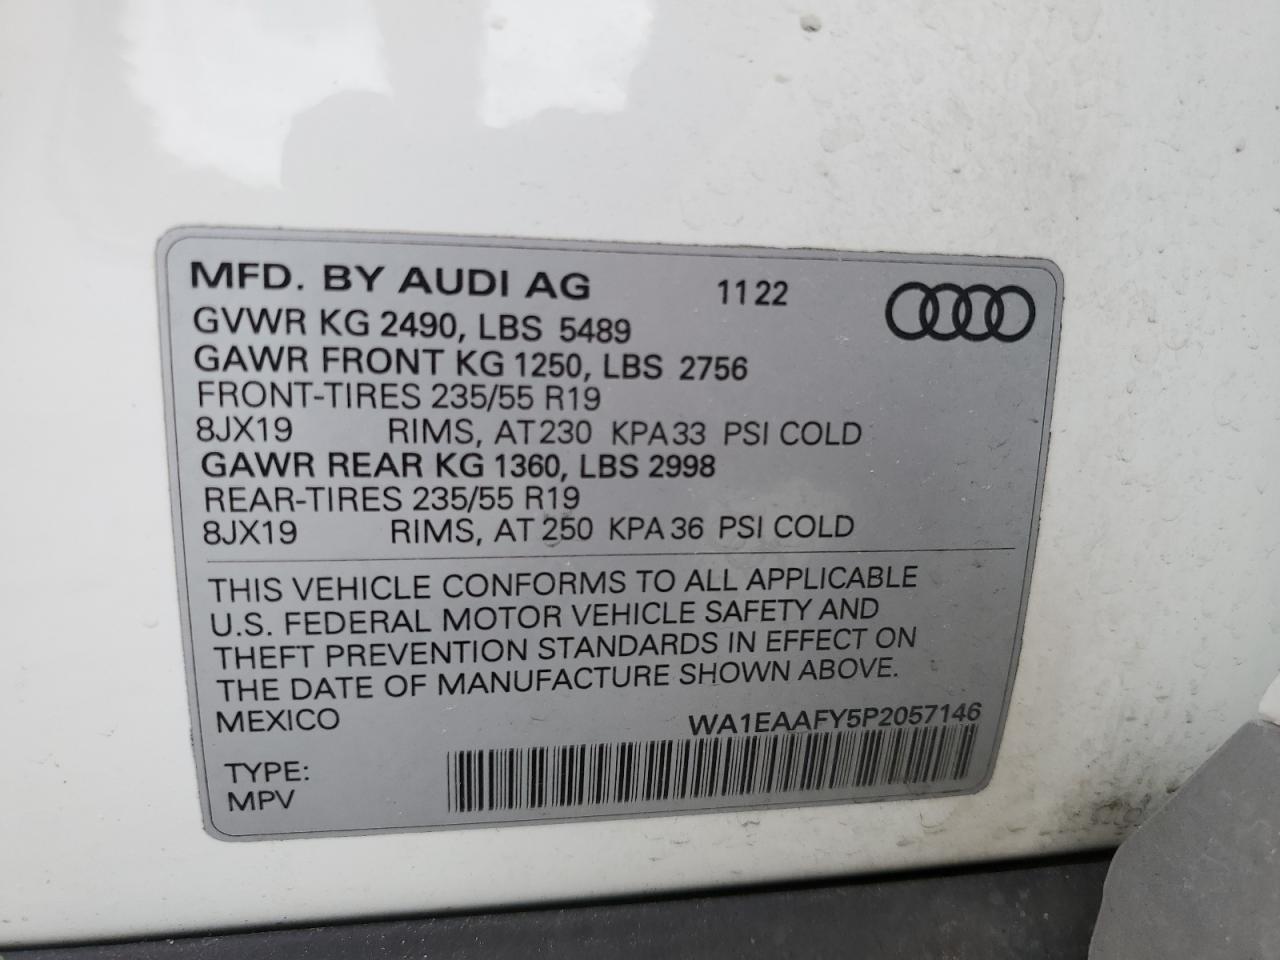 MFD. BY AUDI AG 11 22
GVWR KG 2490, LBS 5489
GAWR FRONT KG 1250, LBS 2756
FRONT-TIRES 235/55 R19
8JX19 RIMS, AT 230 KPA 33 PSI COLD
GAWR REAR KG 1360, LBS 2998
REAR-TIRES 235/55 R19
8JX19 RIMS, AT 250 KPA 36 PSI COLD
THIS VEHICLE CONFORMS TO ALL APPLICABLE
U.S. FEDERAL MOTOR VEHICLE SAFETY AND
THEFT PREVENTION STANDARDS IN EFFECT ON
THE DATE OF MANUFACTURE SHOWN ABOVE.
MEXICO WA1EAAFY5P2057146
TYPE:
MPV